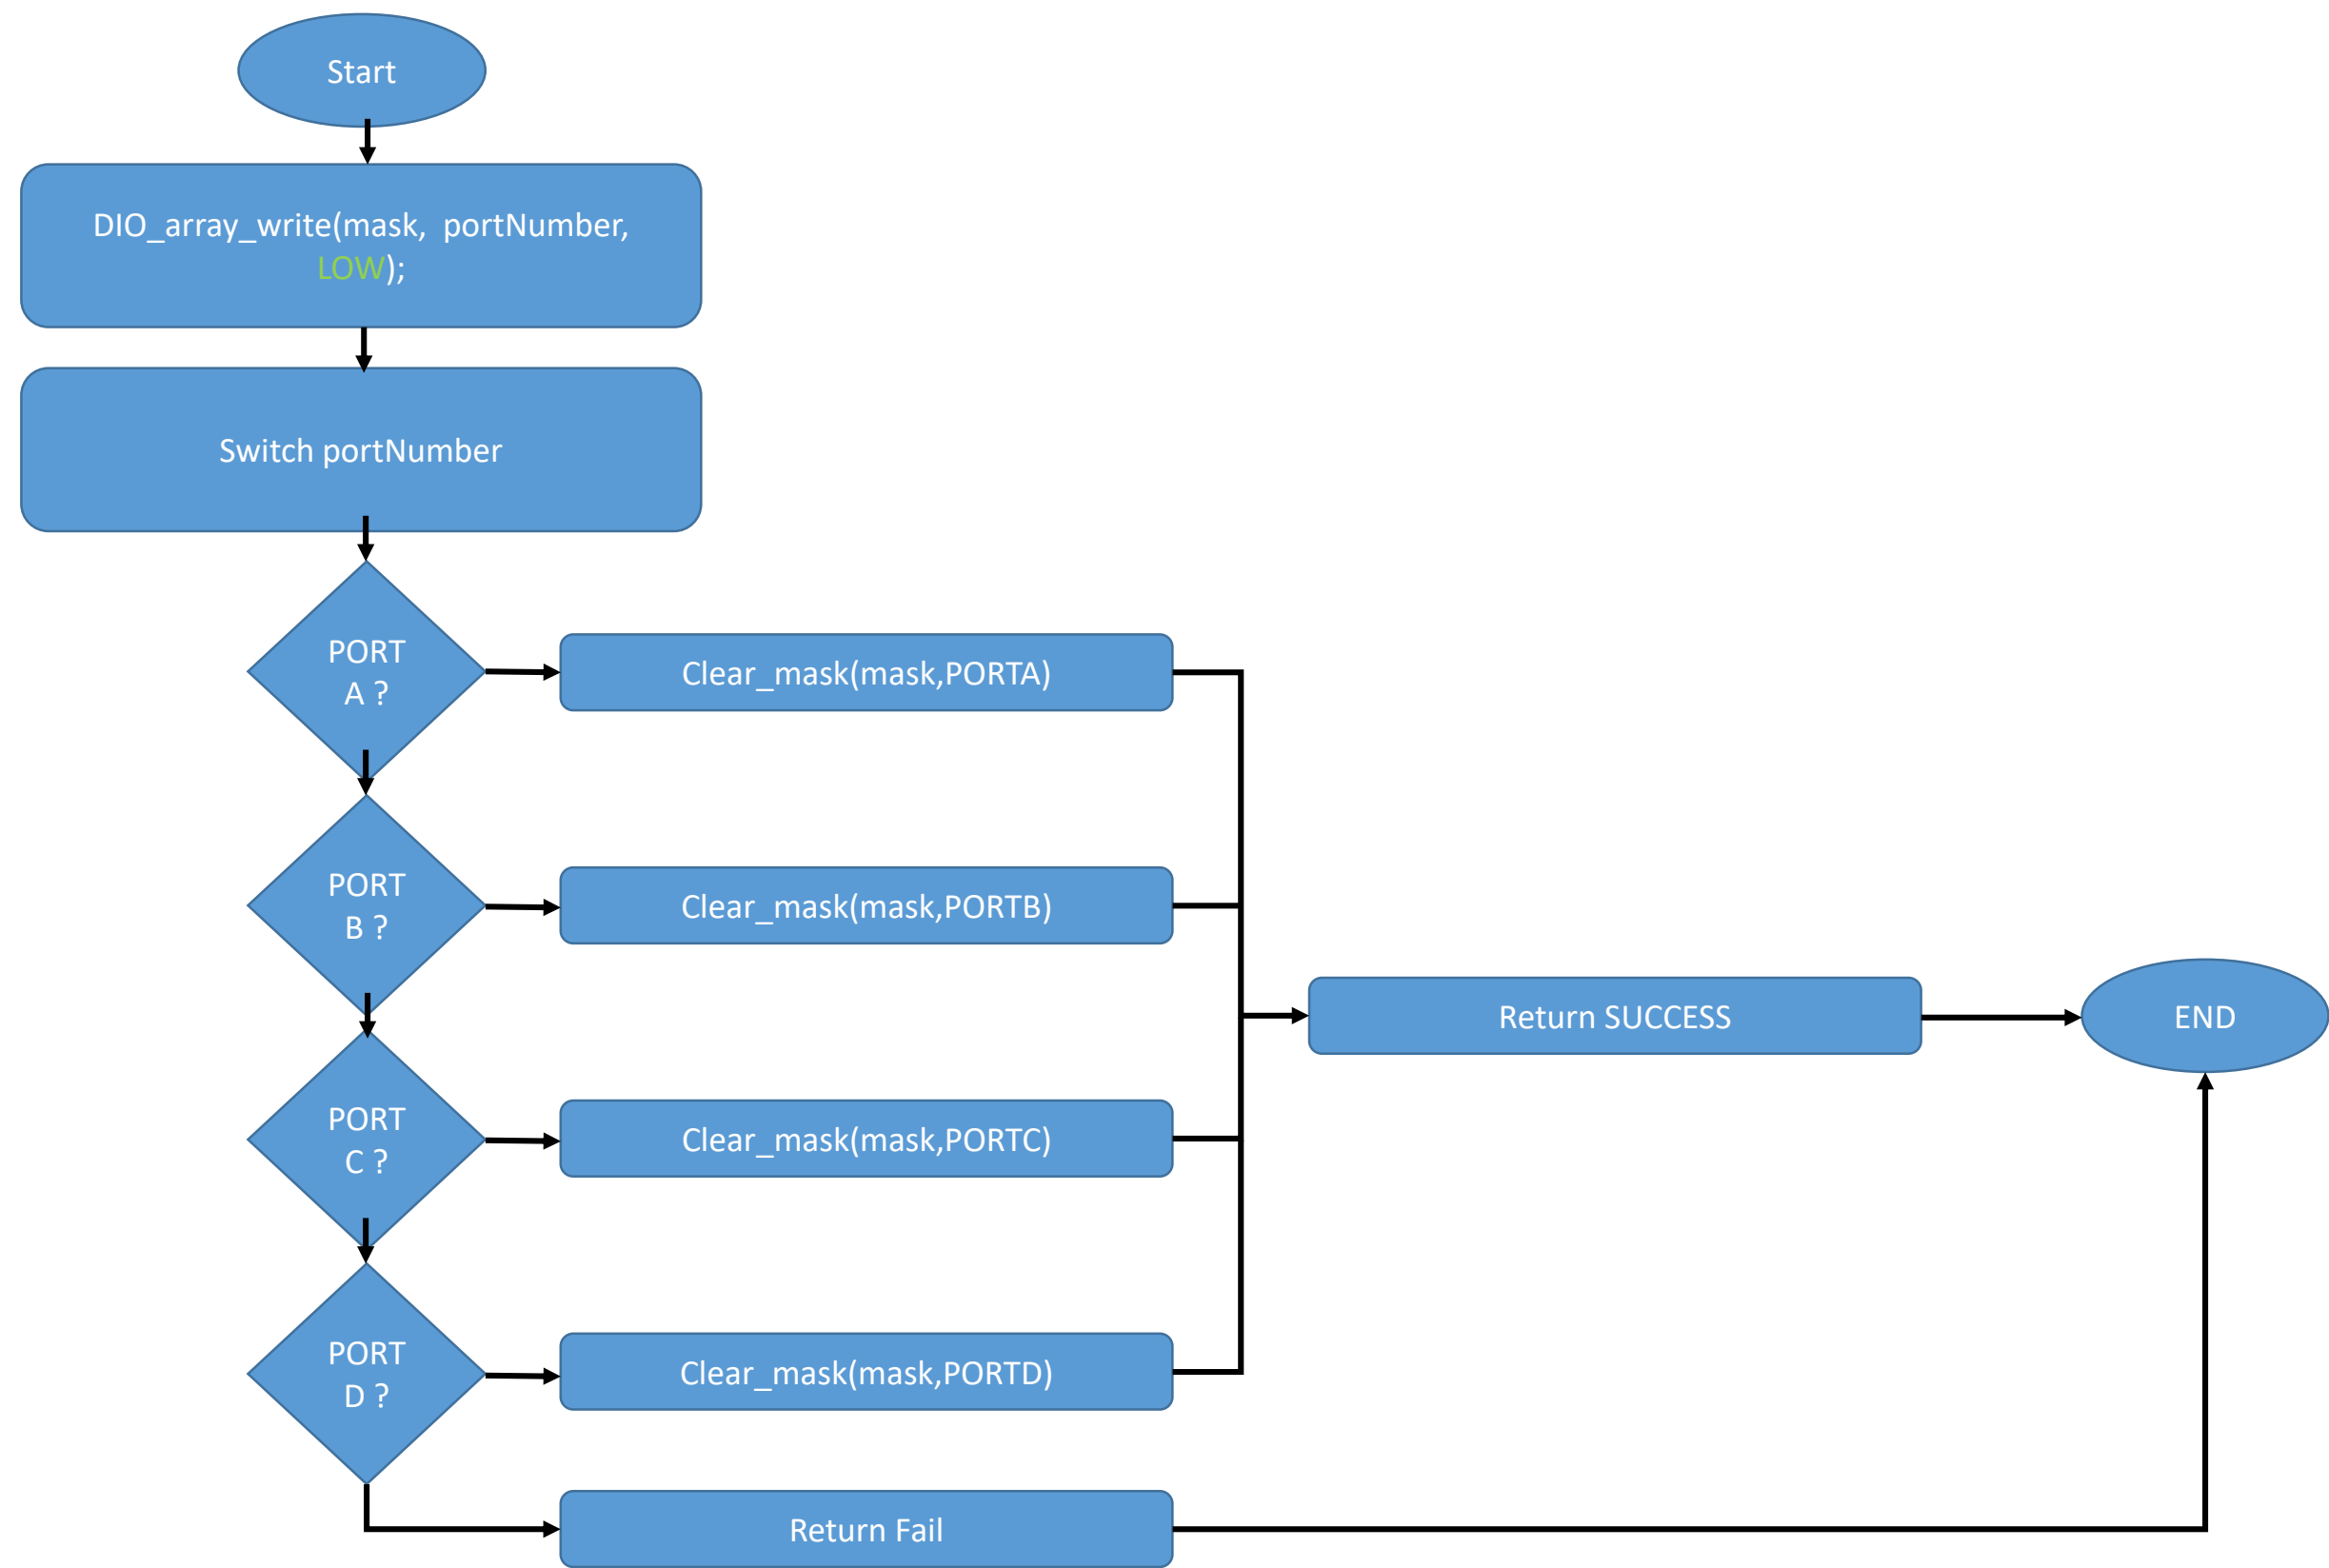 Start
DIO_array_write(mask, portNumber,
LOW);
Switch portNumber
PORT
A ?
Clear_mask(mask,PORTA)
PORT
B ?
Clear_mask(mask,PORTB)
Return SUCCESS
END
PORT
C ?
Clear_mask(mask,PORTC)
PORT
D ?
Clear_mask(mask,PORTD)
Return Fail